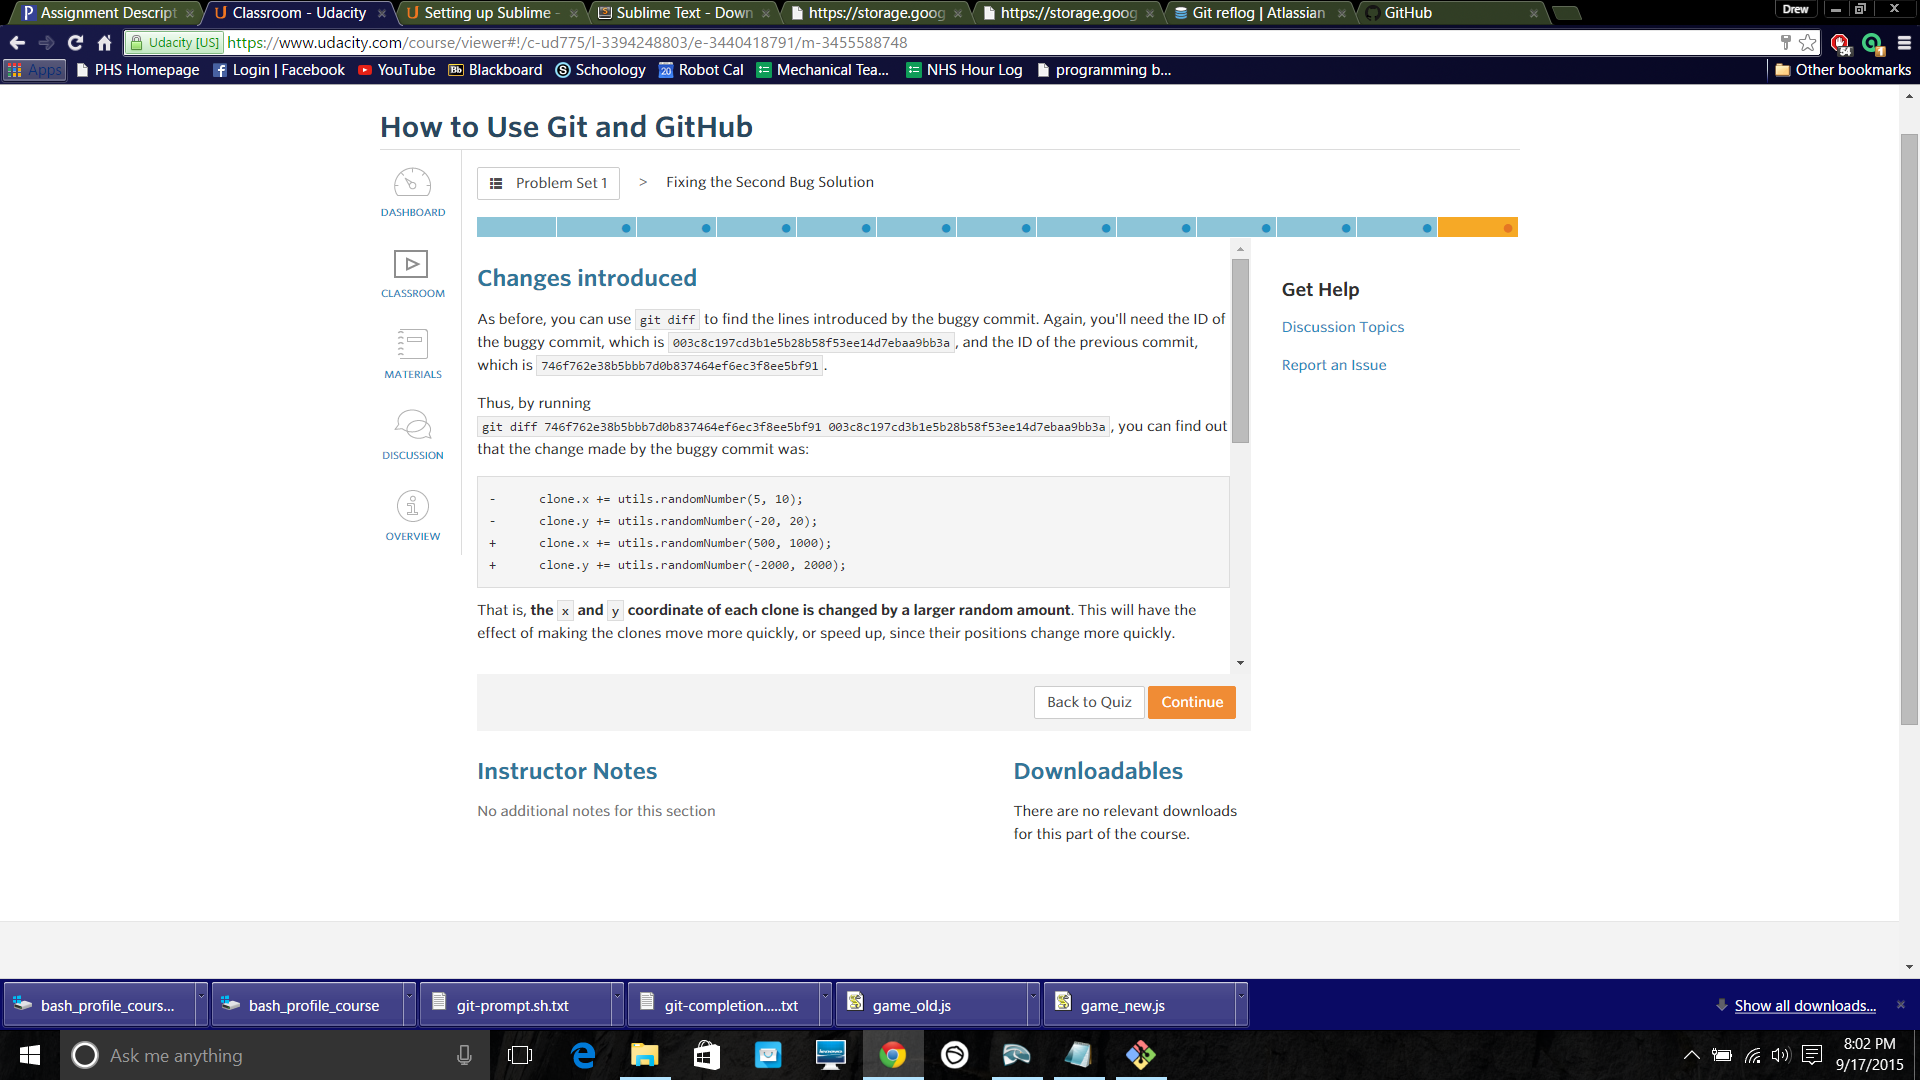 Assignment Descript
Classroom - Udacity
Setting up Sublime -
Sublime Text - Down
https://storage.goog
https://storage.goog
Git reflog | Atlassian
GitHub
Drew
Udacity [US]
https://www.udacity.com/course/viewer#!/c-ud775/l-3394248803/e-3440418791/m-3455588748
54
1
Apps
PHS Homepage
Login | Facebook
YouTube
Blackboard
Schoology
Robot Cal
Mechanical Tea...
NHS Hour Log
programming b...
Other bookmarks
How to Use Git and GitHub
DASHBOARD
CLASSROOM
MATERIALS
DISCUSSION
OVERVIEW
Problem Set 1
>
Fixing the Second Bug Solution
Changes introduced
As before, you can use git diff to find the lines introduced by the buggy commit. Again, you'll need the ID of
the buggy commit, which is 003c8c197cd3b1e5b28b58f53ee14d7ebaa9bb3a, and the ID of the previous commit,
which is 746f762e38b5bbb7d0b837464ef6ec3f8ee5bf91.
Thus, by running
git diff 746f762e38b5bbb7d0b837464ef6ec3f8ee5bf91 003c8c197cd3b1e5b28b58f53ee14d7ebaa9bb3a, you can find out
that the change made by the buggy commit was:
- clone.x += utils.randomNumber(5, 10);
- clone.y += utils.randomNumber(-20, 20);
+ clone.x += utils.randomNumber(500, 1000);
+ clone.y += utils.randomNumber(-2000, 2000);
That is, the x and y coordinate of each clone is changed by a larger random amount. This will have the
effect of making the clones move more quickly, or speed up, since their positions change more quickly.
Back to Quiz
Continue
Get Help
Discussion Topics
Report an Issue
Instructor Notes
No additional notes for this section
Downloadables
There are no relevant downloads
for this part of the course.
bash_profile_cours...
bash_profile_course
git-prompt.sh.txt
git-completion.....txt
game_old.js
game_new.js
Show all downloads...
Ask me anything
8:02 PM
9/17/2015